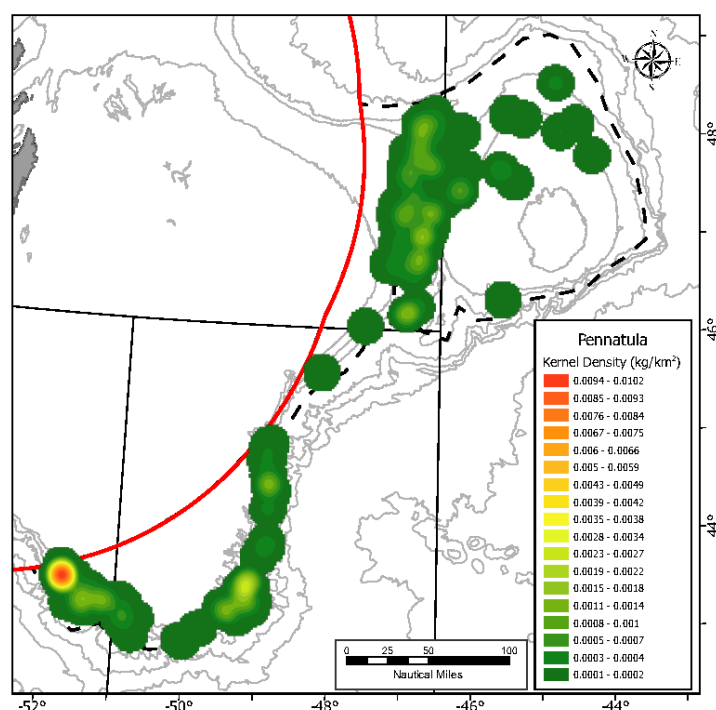 N
W E
S
48°
46°
44°
Pennatula
Kernel Density (kg/km²)
0.0094 - 0.0102
0.0085 - 0.0093
0.0076 - 0.0084
0.0067 - 0.0075
0.006 - 0.0066
0.005 - 0.0059
0.0043 - 0.0049
0.0039 - 0.0042
0.0035 - 0.0038
0.0028 - 0.0034
0.0023 - 0.0027
0.0019 - 0.0022
0.0015 - 0.0018
0.0011 - 0.0014
0.0008 - 0.001
0.0005 - 0.0007
0.0003 - 0.0004
0.0001 - 0.0002
0 25 50 100
Nautical Miles
-52° -50° -48° -46° -44°